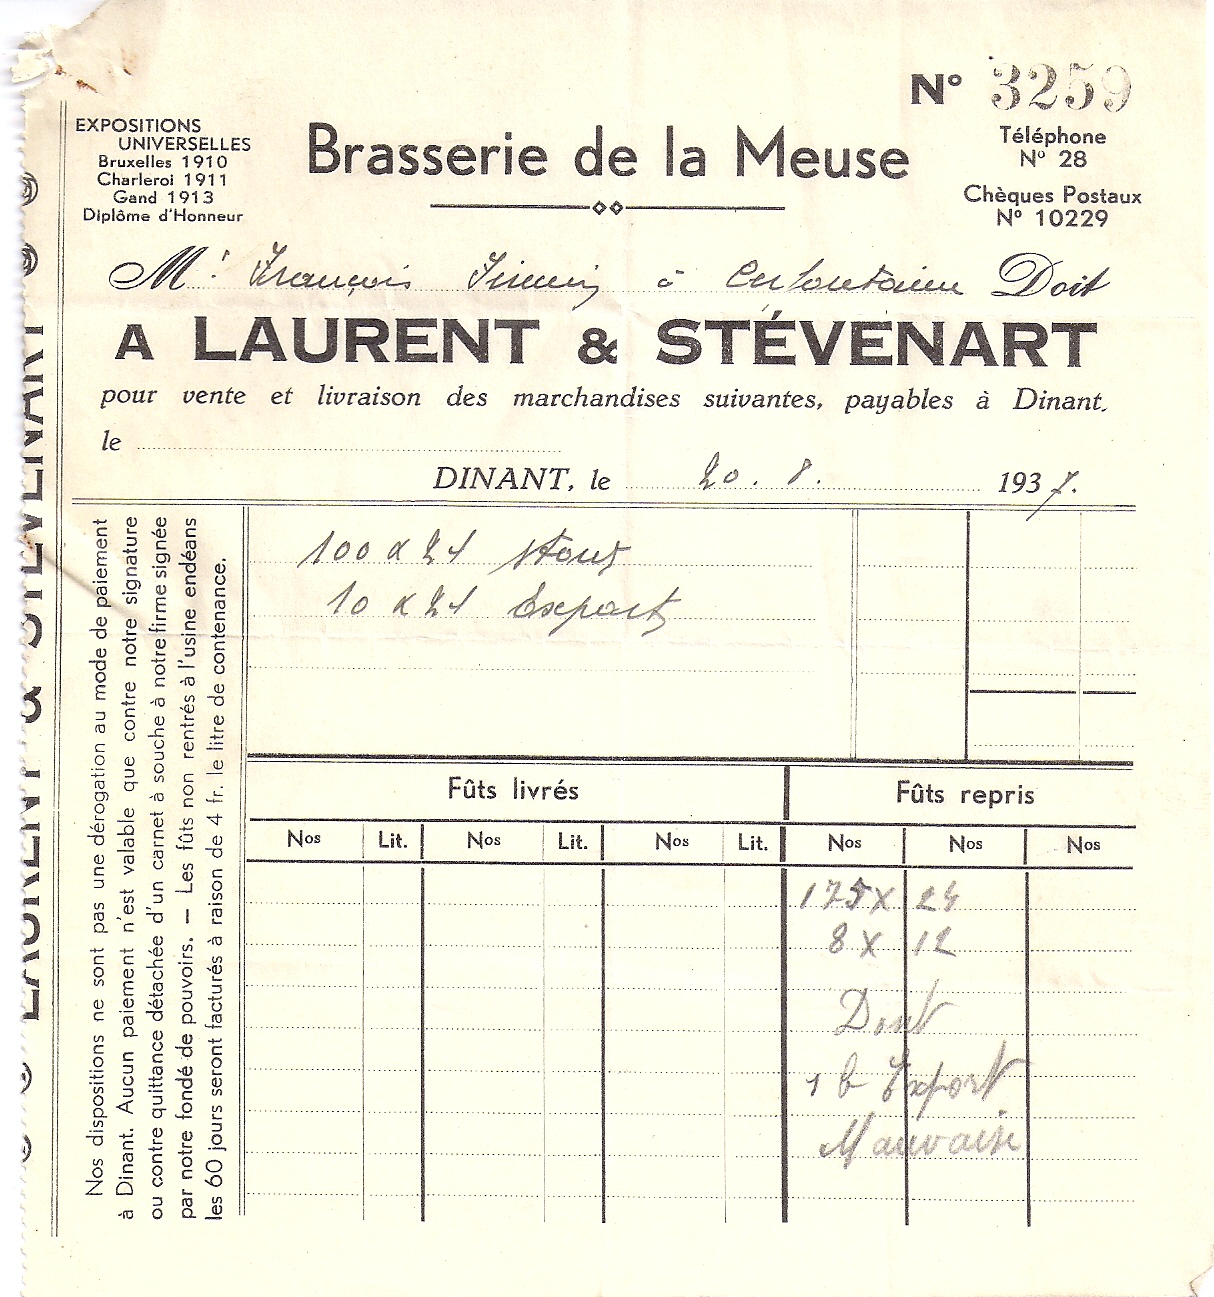 N° 3259
EXPOSITIONS
UNIVERSELLES
Bruxelles 1910
Charleroi 1911
Gand 1913
Diplôme d'Honneur
Brasserie de la Meuse
Téléphone
N° 28
Chèques Postaux
N° 10229
M. François à Doit
A LAURENT & STÉVENART
pour vente et livraison des marchandises suivantes, payables à Dinant,
le
DINANT, le 20. 8. 1937.
100 x 24 Stout
10 x 24 Export
Fûts livrés
Fûts repris
Nos Lit. Nos Lit. Nos Lit. Nos Nos Nos
175 x 24
8 x 12
Dont
1 b Export
Mauvaise
Nos dispositions ne sont pas une dérogation au mode de paiement
à Dinant. Aucun paiement n'est valable que contre notre signature
ou contre quittance détachée d'un carnet à souche à notre firme signée
par notre fondé de pouvoirs. — Les fûts non rentrés à l'usine endéans
les 60 jours seront facturés à raison de 4 fr. le litre de contenance.
LAURENT & STÉVENART